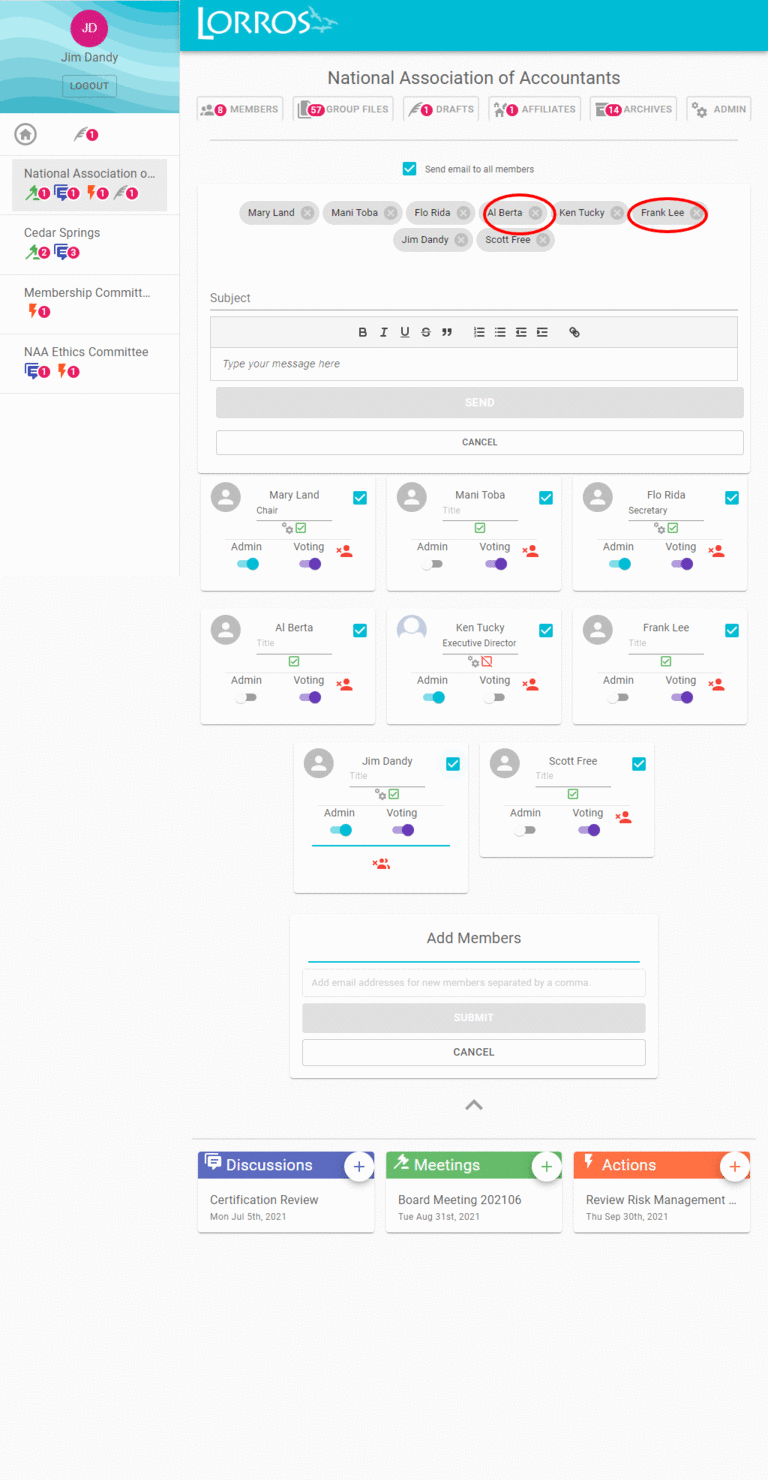 JD
Jim Dandy
LOGOUT
1
National Association o...
1 1 1 1
Cedar Springs
2 3
Membership Committ...
1
NAA Ethics Committee
1 1
LORROS
National Association of Accountants
8 MEMBERS 57 GROUP FILES 1 DRAFTS 1 AFFILIATES 14 ARCHIVES ADMIN
Send email to all members
Mary Land Mani Toba Flo Rida Al Berta Ken Tucky Frank Lee
Jim Dandy Scott Free
Subject
B I U S ”
Type your message here
SEND
CANCEL
Mary Land Mani Toba Flo Rida
Chair Title Secretary
Admin Voting Admin Voting Admin Voting
Al Berta Ken Tucky Frank Lee
Title Executive Director Title
Admin Voting Admin Voting Admin Voting
Jim Dandy Scott Free
Title Title
Admin Voting Admin Voting
Add Members
Add email addresses for new members separated by a comma.
SUBMIT
CANCEL
Discussions + Meetings + Actions +
Certification Review Board Meeting 202106 Review Risk Management ...
Mon Jul 5th, 2021 Tue Aug 31st, 2021 Thu Sep 30th, 2021